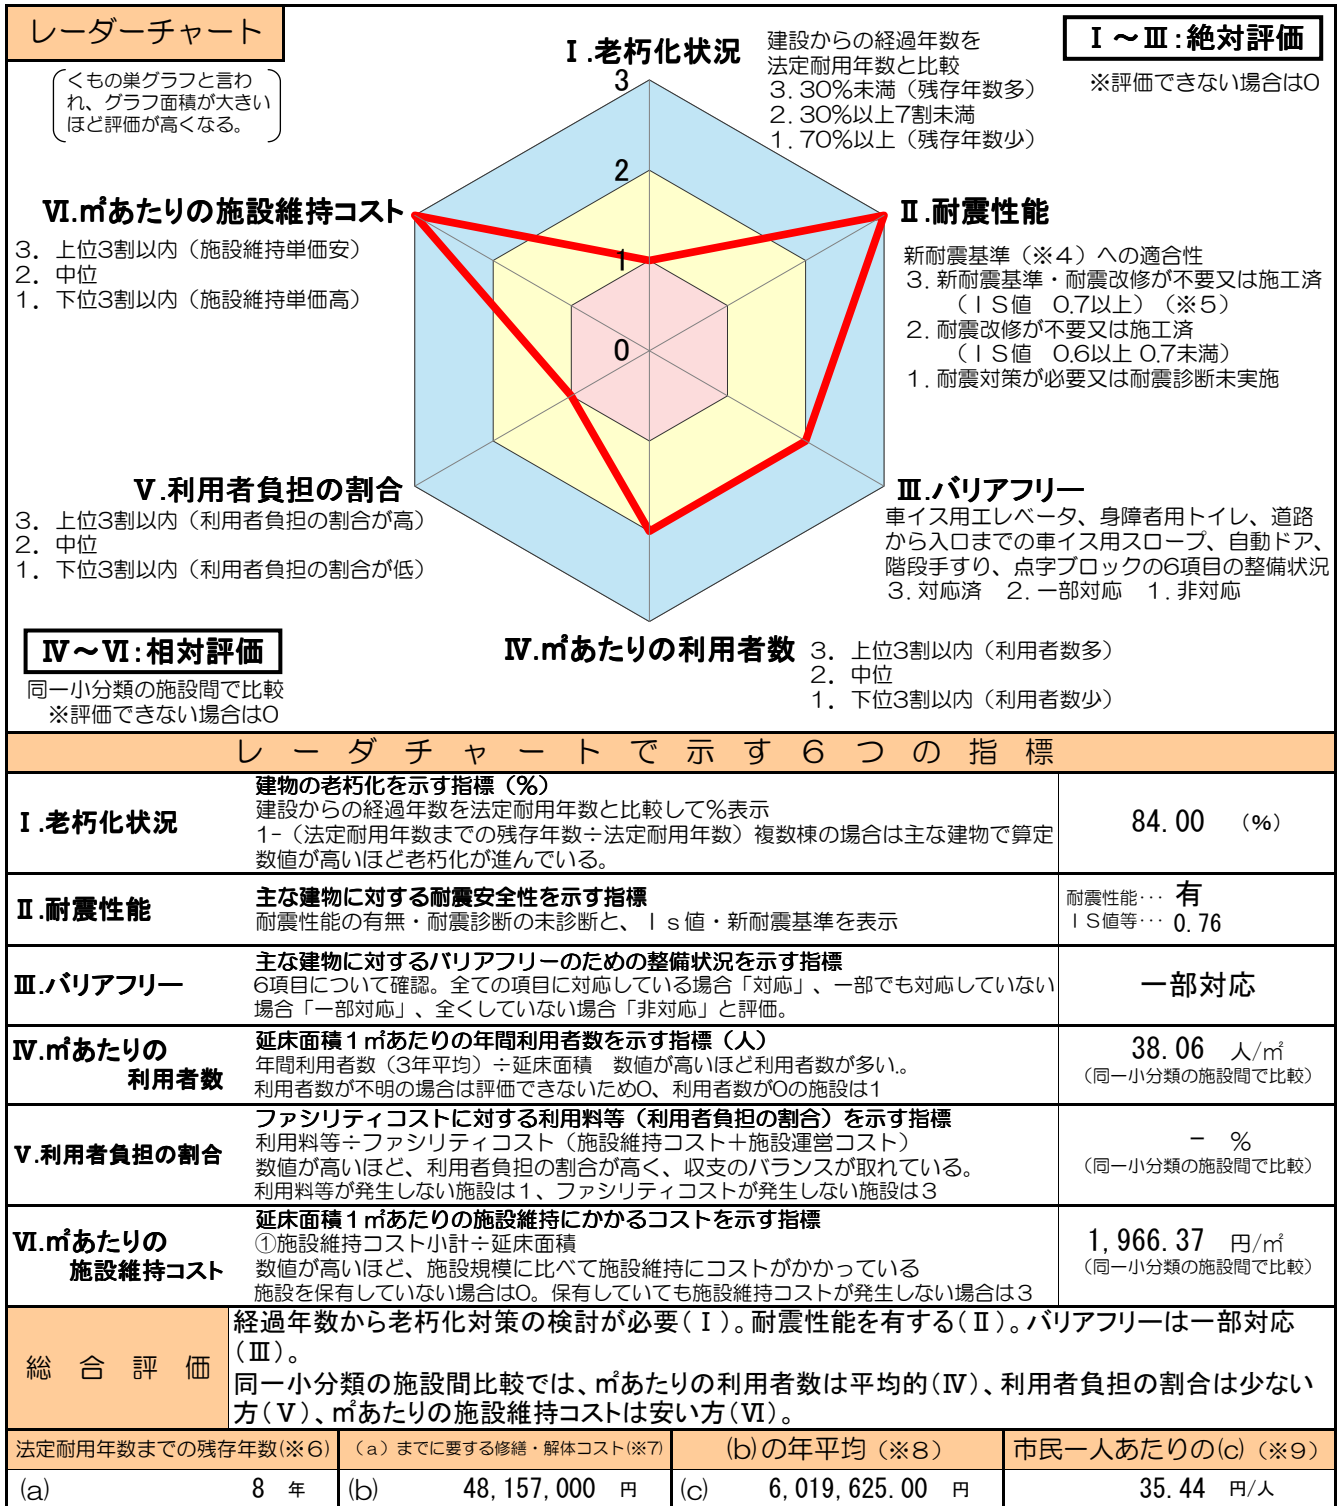 レーダーチャート
くもの巣グラフと言わ
れ、グラフ面積が大きい
ほど評価が高くなる。
Ⅰ～Ⅲ:絶対評価
※評価できない場合は0
Ⅰ.老朽化状況
建設からの経過年数を
法定耐用年数と比較
3. 30%未満（残存年数多）
2. 30%以上7割未満
1. 70%以上（残存年数少）
3
2
1
0
Ⅵ.㎡あたりの施設維持コスト
3. 上位3割以内（施設維持単価安）
2. 中位
1. 下位3割以内（施設維持単価高）
Ⅱ.耐震性能
新耐震基準（※4）への適合性
3. 新耐震基準・耐震改修が不要又は施工済
（ＩＳ値　0.7以上）（※5）
2. 耐震改修が不要又は施工済
（ＩＳ値　0.6以上 0.7未満）
1. 耐震対策が必要又は耐震診断未実施
Ⅴ.利用者負担の割合
3. 上位3割以内（利用者負担の割合が高）
2. 中位
1. 下位3割以内（利用者負担の割合が低）
Ⅲ.バリアフリー
車イス用エレベータ、身障者用トイレ、道路
から入口までの車イス用スロープ、自動ドア、
階段手すり、点字ブロックの6項目の整備状況
3. 対応済　2. 一部対応　1. 非対応
Ⅳ～Ⅵ:相対評価
同一小分類の施設間で比較
※評価できない場合は0
Ⅳ.㎡あたりの利用者数
3. 上位3割以内（利用者数多）
2. 中位
1. 下位3割以内（利用者数少）
レーダチャートで示す6つの指標
Ⅰ.老朽化状況
建物の老朽化を示す指標（%）
建設からの経過年数を法定耐用年数と比較して%表示
1-（法定耐用年数までの残存年数÷法定耐用年数）複数棟の場合は主な建物で算定
数値が高いほど老朽化が進んでいる。
84.00　（%）
Ⅱ.耐震性能
主な建物に対する耐震安全性を示す指標
耐震性能の有無・耐震診断の未診断と、Ｉｓ値・新耐震基準を表示
耐震性能･･･ 有
ＩＳ値等･･･ 0.76
Ⅲ.バリアフリー
主な建物に対するバリアフリーのための整備状況を示す指標
6項目について確認。全ての項目に対応している場合「対応」、一部でも対応していない
場合「一部対応」、全くしていない場合「非対応」と評価。
一部対応
Ⅳ.㎡あたりの
利用者数
延床面積１㎡あたりの年間利用者数を示す指標（人）
年間利用者数（3年平均）÷延床面積　数値が高いほど利用者数が多い。
利用者数が不明の場合は評価できないため0、利用者数が0の施設は1
38.06　人/㎡
（同一小分類の施設間で比較）
Ⅴ.利用者負担の割合
ファシリティコストに対する利用料等（利用者負担の割合）を示す指標
利用料等÷ファシリティコスト（施設維持コスト＋施設運営コスト）
数値が高いほど、利用者負担の割合が高く、収支のバランスが取れている。
利用料等が発生しない施設は１、ファシリティコストが発生しない施設は３
－　%
（同一小分類の施設間で比較）
Ⅵ.㎡あたりの
施設維持コスト
延床面積１㎡あたりの施設維持にかかるコストを示す指標
①施設維持コスト小計÷延床面積
数値が高いほど、施設規模に比べて施設維持にコストがかかっている
施設を保有していない場合は0。保有していても施設維持コストが発生しない場合は３
1,966.37　円/㎡
（同一小分類の施設間で比較）
総合評価
経過年数から老朽化対策の検討が必要(Ⅰ)。耐震性能を有する(Ⅱ)。バリアフリーは一部対応
(Ⅲ)。
同一小分類の施設間比較では、㎡あたりの利用者数は平均的(Ⅳ)、利用者負担の割合は少ない
方(Ⅴ)、㎡あたりの施設維持コストは安い方(Ⅵ)。
法定耐用年数までの残存年数(※6)
（a）までに要する修繕・解体コスト(※7)
(b)の年平均（※8）
市民一人あたりの(c)（※9）
(a)　8　年
(b)　48,157,000　円
(c)　6,019,625.00　円
35.44　円/人